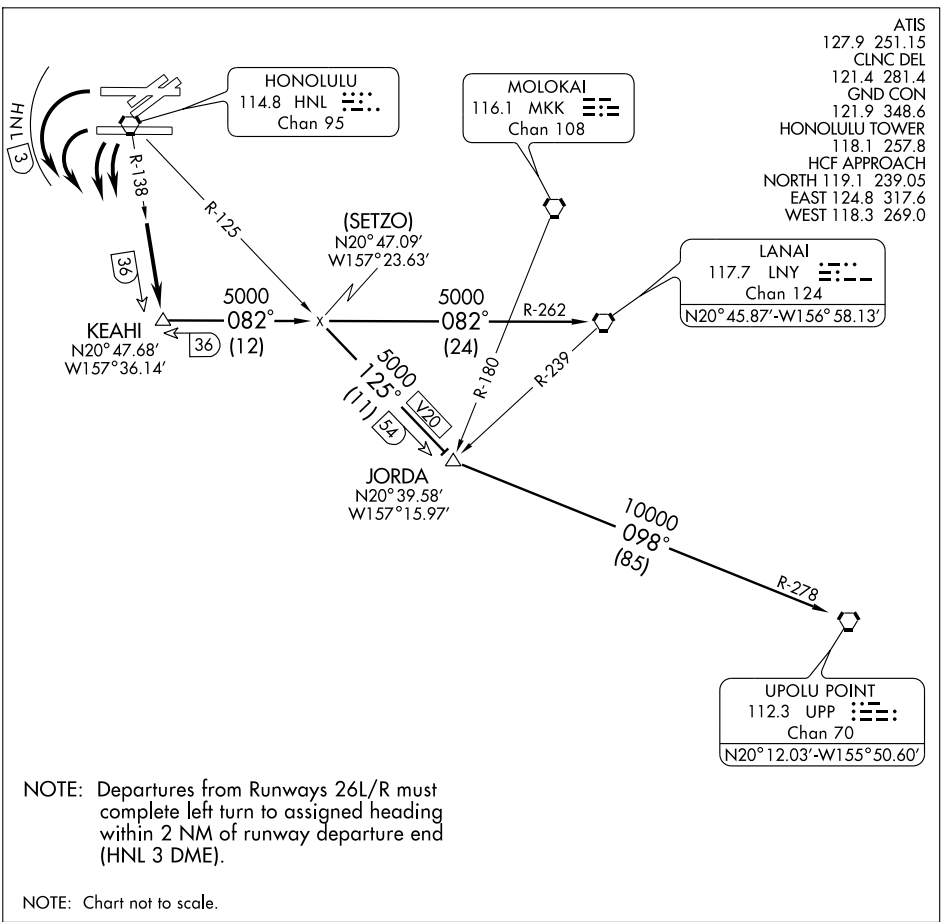 ATIS
127.9 251.15
CLNC DEL
121.4 281.4
GND CON
121.9 348.6
HONOLULU TOWER
118.1 257.8
HCF APPROACH
NORTH 119.1 239.05
EAST 124.8 317.6
WEST 118.3 269.0
HNL 3
HONOLULU
114.8 HNL
Chan 95
MOLOKAI
116.1 MKK
Chan 108
R-138
R-125
(SETZO)
N20°47.09′
W157°23.63′
LANAI
117.7 LNY
Chan 124
N20°45.87′-W156°58.13′
36
KEAHI
N20°47.68′
W157°36.14′
36
5000
082°
(12)
5000
082°
(24)
R-262
R-180
R-239
5000
125°
(11)
V20
54
JORDA
N20°39.58′
W157°15.97′
10000
098°
(85)
R-278
UPOLU POINT
112.3 UPP
Chan 70
N20°12.03′-W155°50.60′
NOTE: Departures from Runways 26L/R must
complete left turn to assigned heading
within 2 NM of runway departure end
(HNL 3 DME).
NOTE: Chart not to scale.